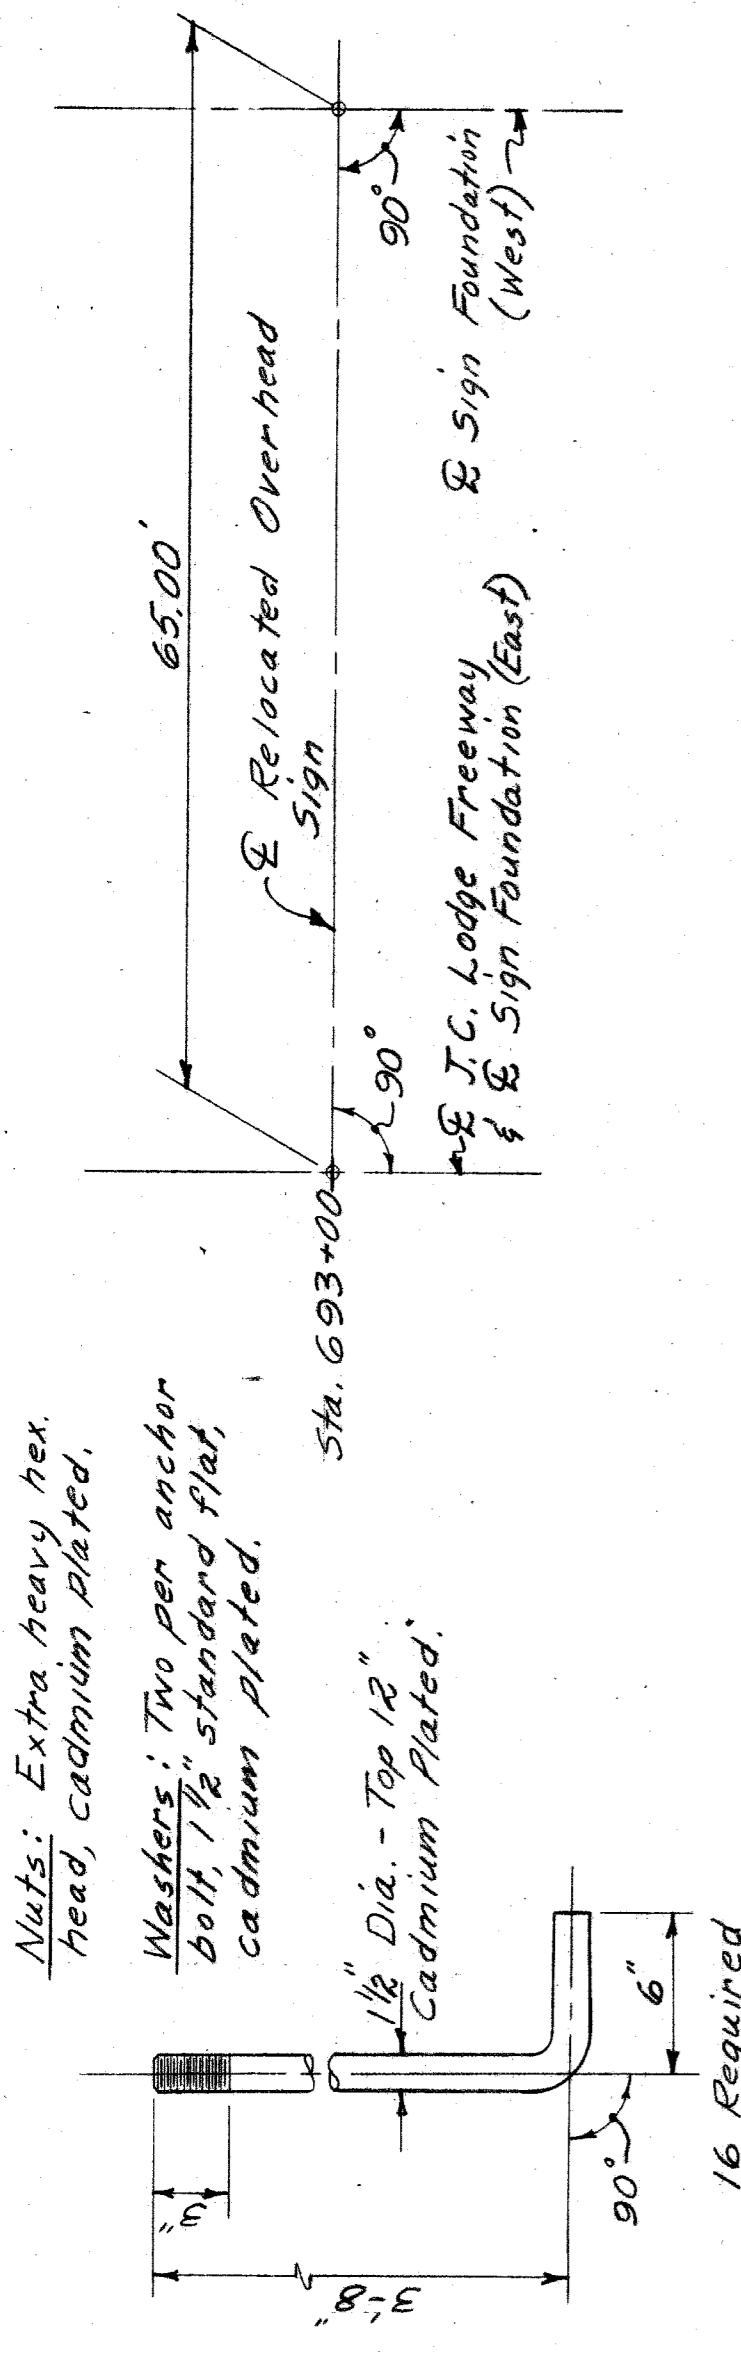 Nuts: Extra heavy hex.
head, cadmium plated.
Washers: Two per anchor
bolt, 1½" standard flat,
cadmium plated.
1½" Dia. - Top 12"
Cadmium Plated.
3"
3'-8"
90°
6"
16 Required
65.00'
℄ Relocated Overhead
Sign
Sta. 693+00
90°
90°
℄ J.C. Lodge Freeway
& ℄ Sign Foundation (East)
℄ Sign Foundation
(West)